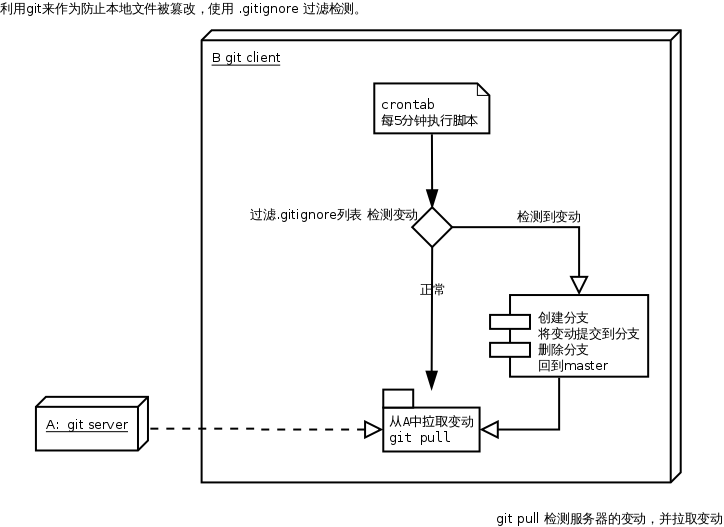 利用git来作为防止本地文件被篡改，使用 .gitignore 过滤检测。
B git client
crontab
每5分钟执行脚本
过滤.gitignore列表 检测变动
检测到变动
正常
创建分支
将变动提交到分支
删除分支
回到master
A:  git server
从A中拉取变动
git pull
git pull 检测服务器的变动，并拉取变动